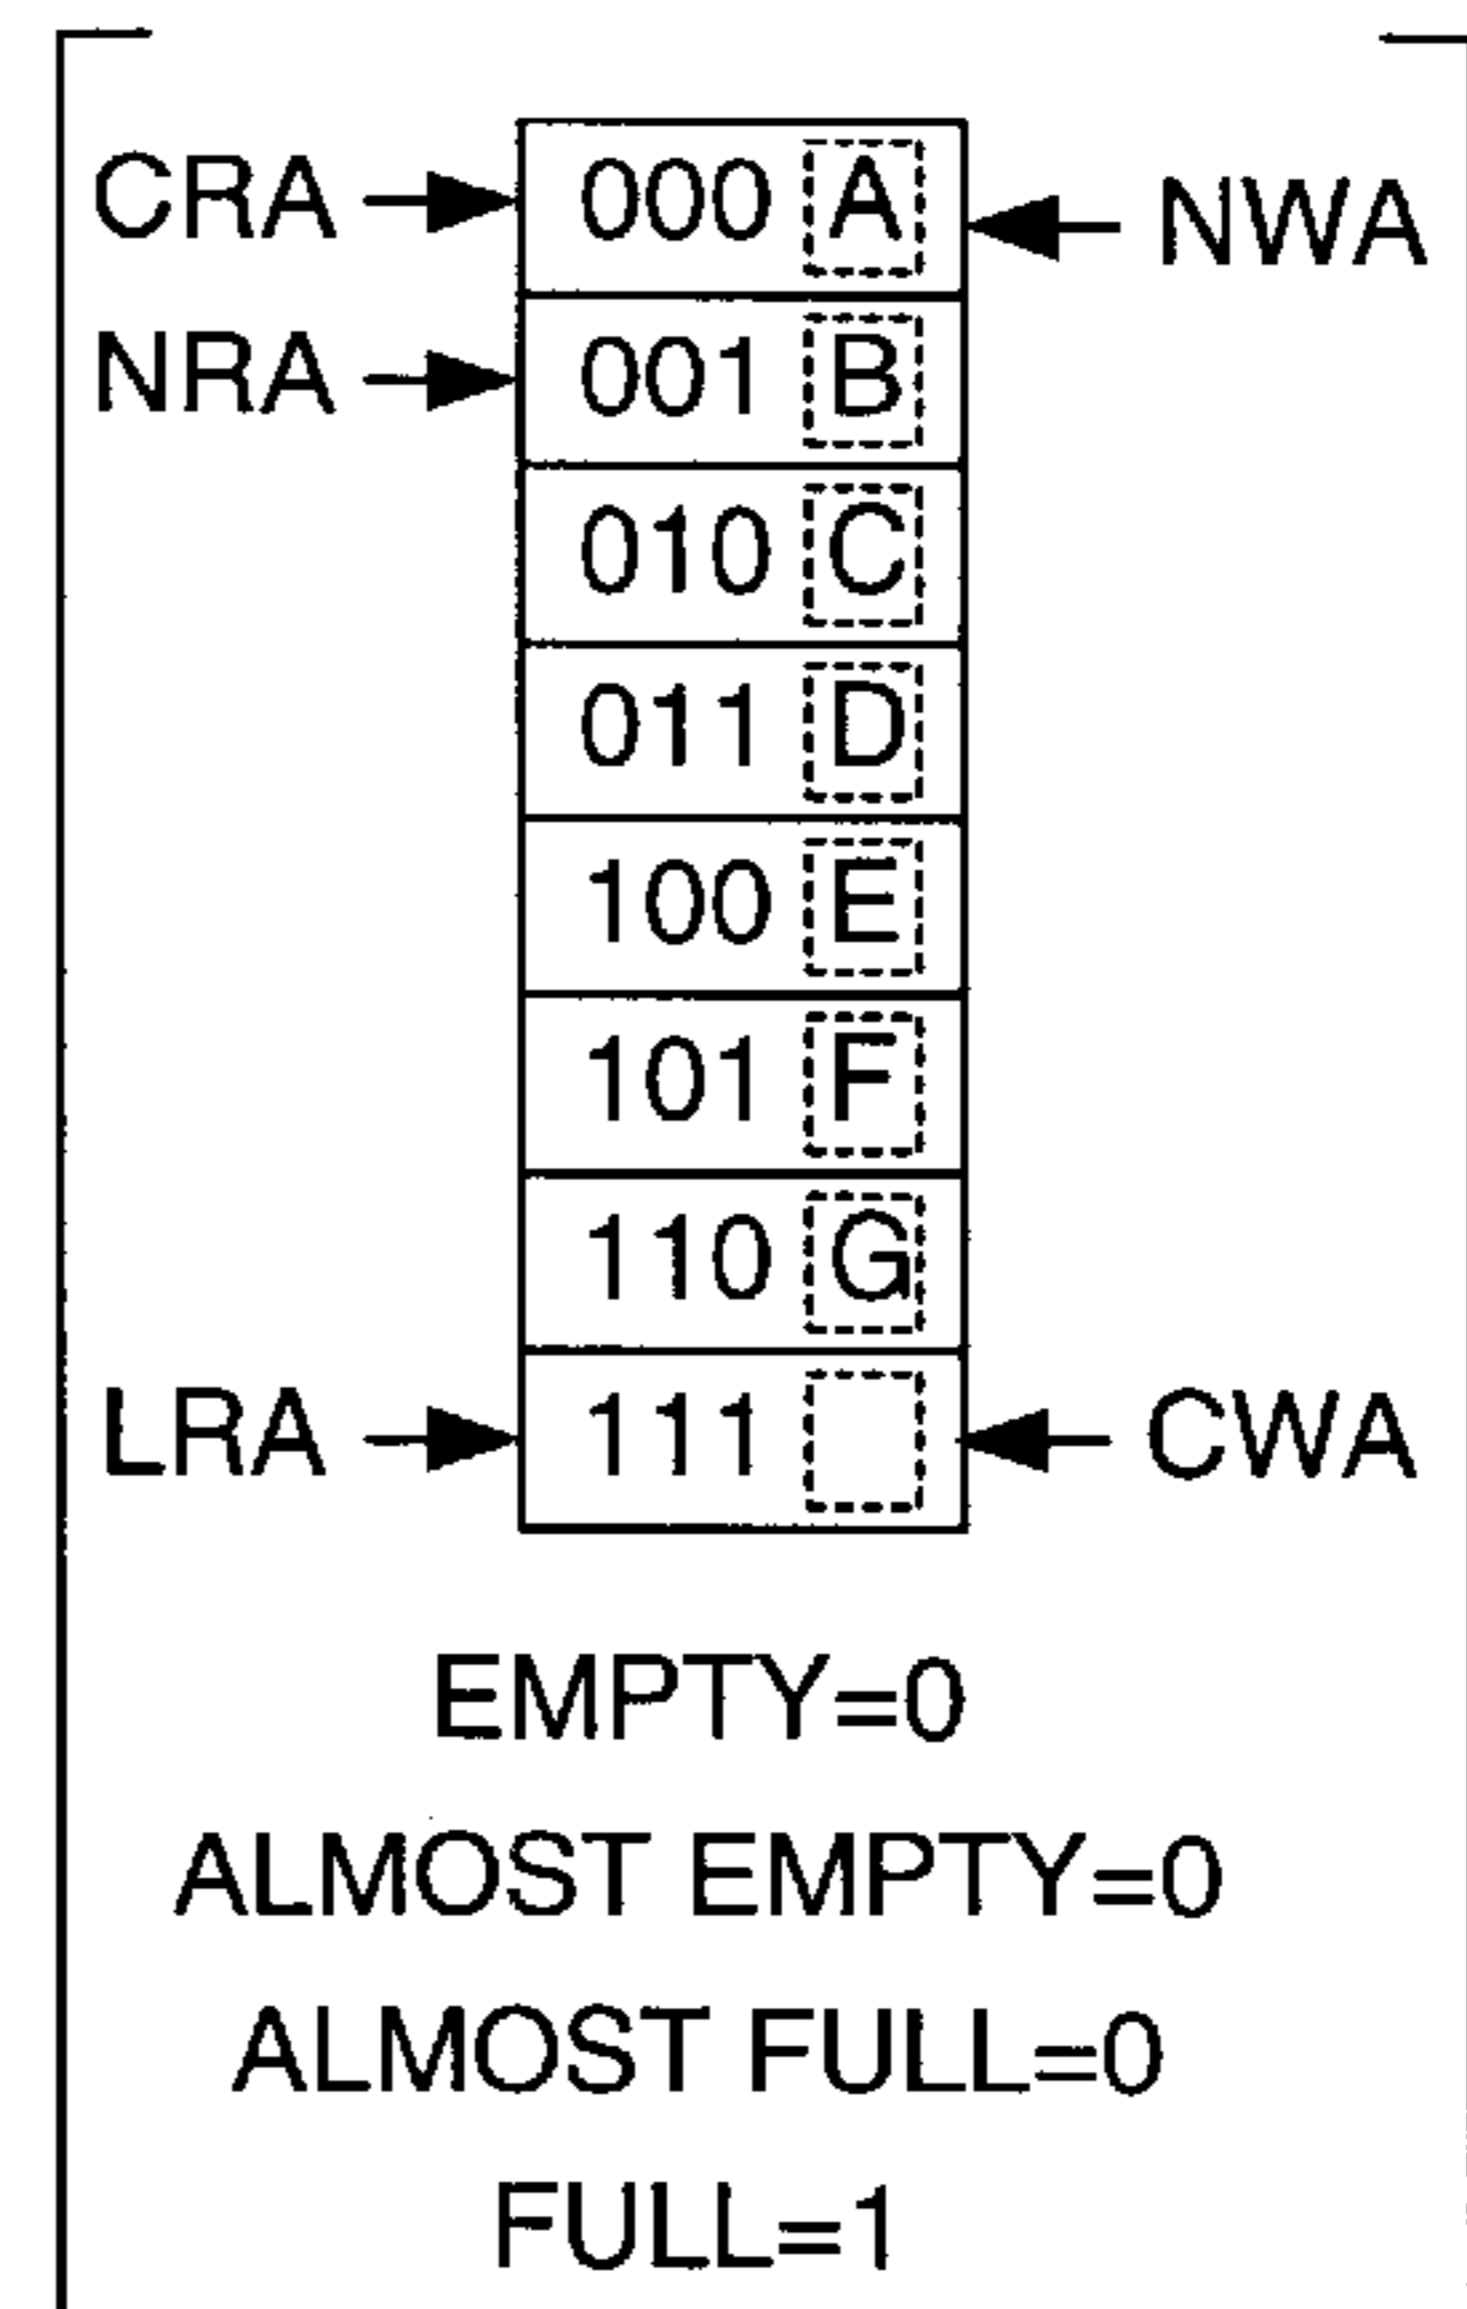 CRA 000 A NWA
NRA 001 B
010 C
011 D
100 E
101 F
110 G
LRA 111 CWA
EMPTY=0
ALMOST EMPTY=0
ALMOST FULL=0
FULL=1